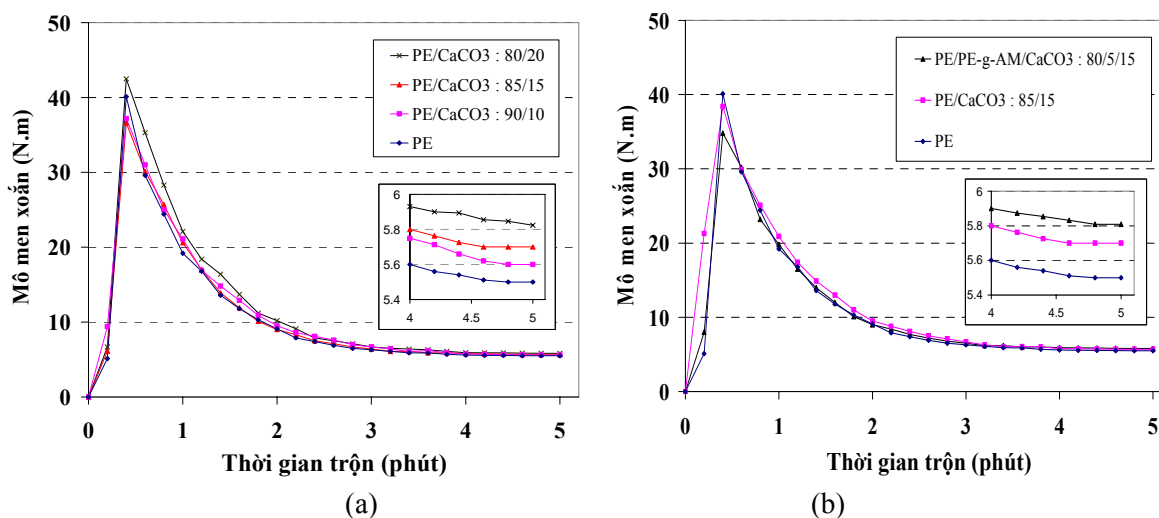 50
40
30
20
10
0
0 1 2 3 4 5
Mô men xoắn (N.m)
Thời gian trộn (phút)
PE/CaCO3 : 80/20
PE/CaCO3 : 85/15
PE/CaCO3 : 90/10
PE
6
5.8
5.6
5.4
4 4.5 5
(a)
50
40
30
20
10
0
0 1 2 3 4 5
Mô men xoắn (N.m)
Thời gian trộn (phút)
PE/PE-g-AM/CaCO3 : 80/5/15
PE/CaCO3 : 85/15
PE
6
5.8
5.6
5.4
4 4.5 5
(b)